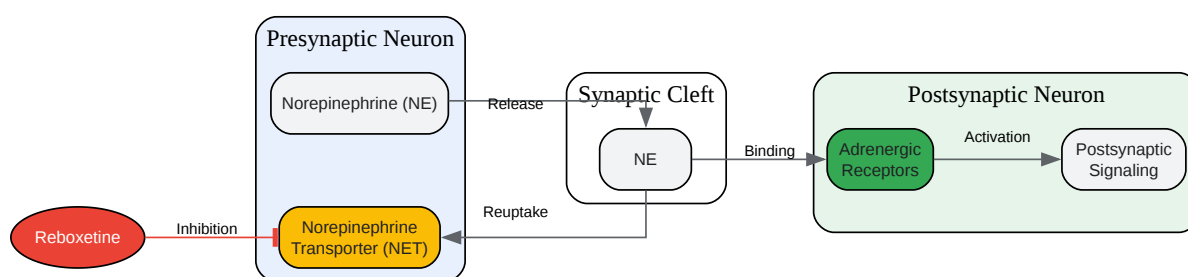 Presynaptic Neuron
Norepinephrine (NE)
Release
Synaptic Cleft
NE
Binding
Postsynaptic Neuron
Adrenergic
Receptors
Activation
Postsynaptic
Signaling
Reuptake
Reboxetine
Inhibition
Norepinephrine
Transporter (NET)